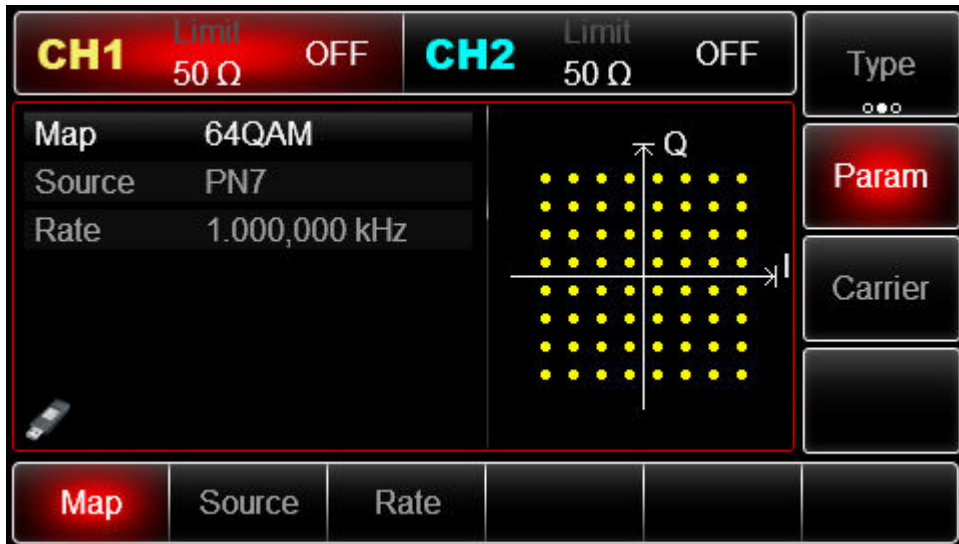 CH1 Limit 50 Ω OFF CH2 Limit 50 Ω OFF
Type
Map 64QAM
Source PN7
Rate 1.000,000 kHz
Q
I
Param
Carrier
Map Source Rate